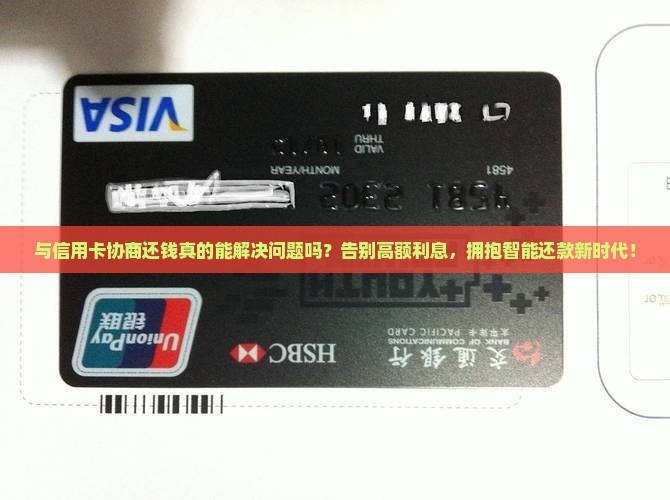 VISA
VALID
THRU
MONTH/YEAR
4581
4581
与信用卡协商还钱真的能解决问题吗？告别高额利息，拥抱智能还款新时代！
YOUTH
银联
UnionPay
HSBC
太平洋卡 PACIFIC CARD
BANK OF COMMUNICATIONS
交通银行